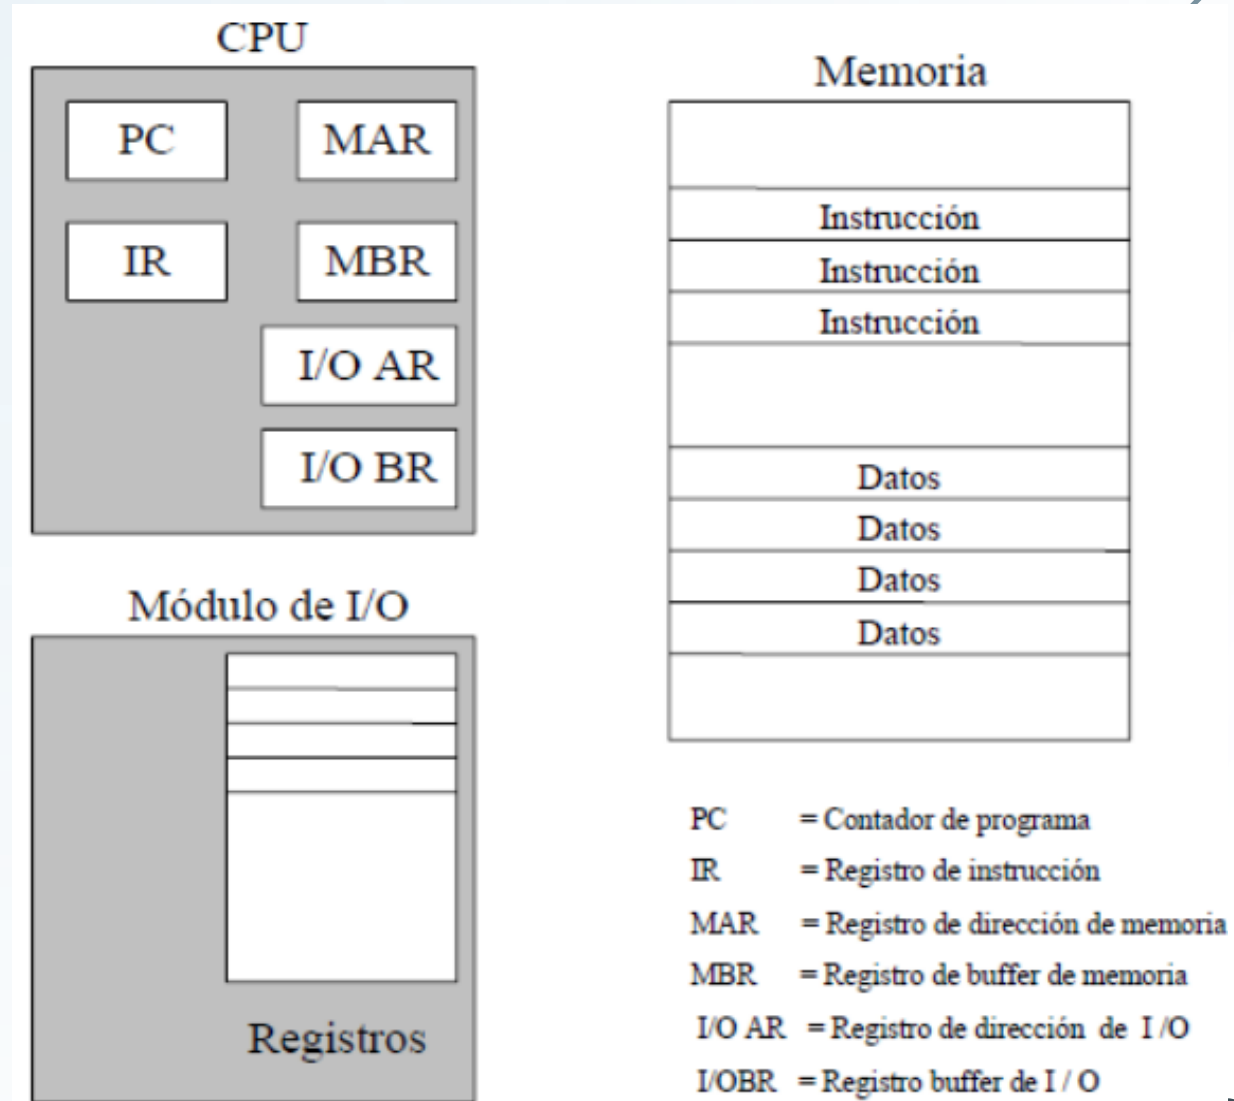 CPU
PC
MAR
IR
MBR
I/O AR
I/O BR
Módulo de I/O
Registros
Memoria
Instrucción
Instrucción
Instrucción
Datos
Datos
Datos
Datos
PC = Contador de programa
IR = Registro de instrucción
MAR = Registro de dirección de memoria
MBR = Registro de buffer de memoria
I/O AR = Registro de dirección de I /O
I/OBR = Registro buffer de I / O